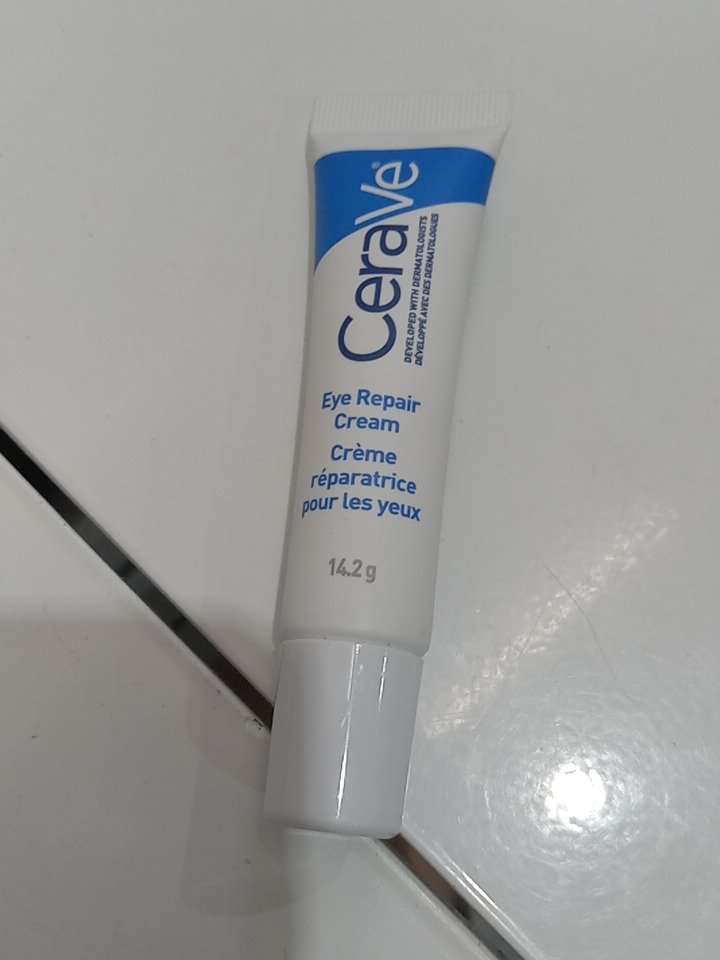 CeraVe
DEVELOPED WITH DERMATOLOGISTS
DÉVELOPPÉ AVEC DES DERMATOLOGUES
Eye Repair
Cream
Crème
réparatrice
pour les yeux
14.2 g